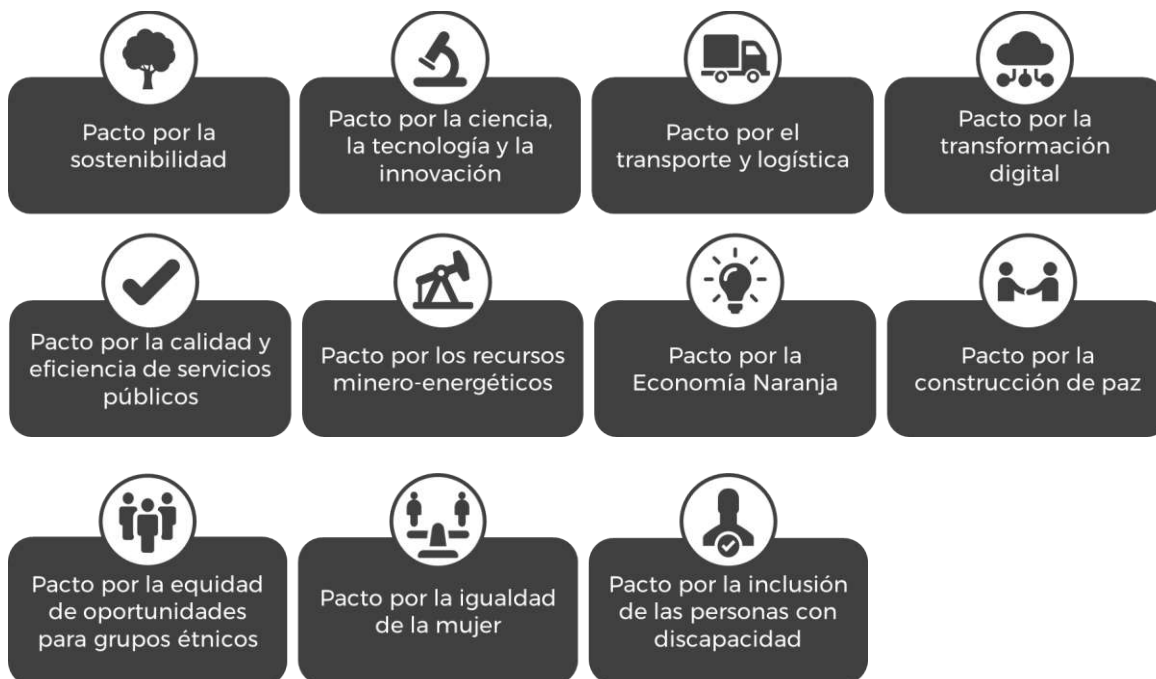 Pacto por la
sostenibilidad
Pacto por la ciencia,
la tecnología y la
innovación
Pacto por el
transporte y logística
Pacto por la
transformación
digital
Pacto por la calidad y
eficiencia de servicios
públicos
Pacto por los recursos
minero-energéticos
Pacto por la
Economía Naranja
Pacto por la
construcción de paz
Pacto por la equidad
de oportunidades
para grupos étnicos
Pacto por la igualdad
de la mujer
Pacto por la inclusión
de las personas con
discapacidad